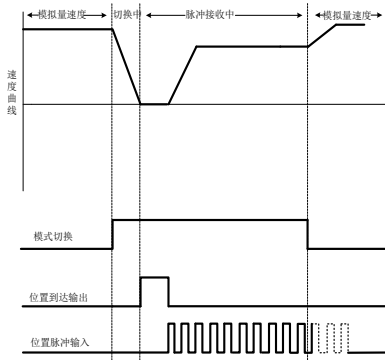 模拟量速度
切换中
脉冲接收中
模拟量速度
速度曲线
模式切换
位置到达输出
位置脉冲输入